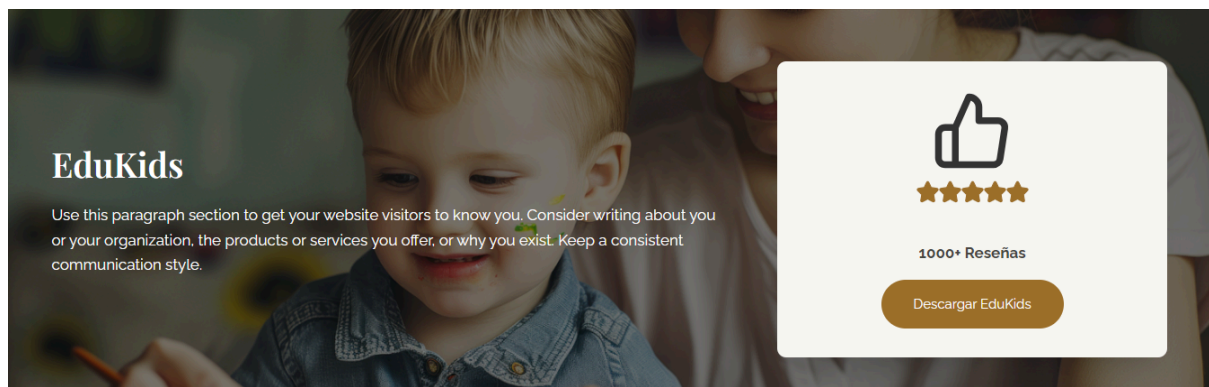 EduKids
Use this paragraph section to get your website visitors to know you. Consider writing about you
or your organization, the products or services you offer, or why you exist. Keep a consistent
communication style.
1000+ Reseñas
Descargar EduKids